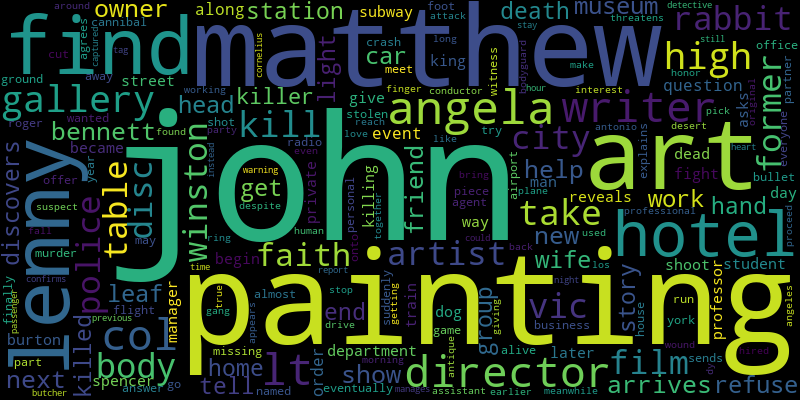 around
cannibal
owner
along
station
subway
foot
attack
death
museum
threatens
detective
find
matthew
rabbit
agrees
captured
tag
cut
away
cornelius
crash
car
meet
long
king
witness
bodyguard
stay
make
still
office
partner
honor
high
question
ground
street
gallery
light
working
head
killer
give
stolen
finger
conductor
hour
interest
writer
original
wanted
roger
bennett
found
shot
party
kill
reach
radio
love
event
angela
try
like
city
antonio
desert
pick
asks
everyone
former
lenny
john
art
became
year
discovers
offer
suspect
police
table
disc
winston
instead
even
private
friend
airport
help
man
explains
dead
fight
bullet
heart
day
get
warning
despite
human
personal
killing
together
piece
agent
way
bring
plane
reveals
work
hand
professional
proceed
murder
may
ring
faith
onto
artist
could
take
new
used
wife
hotel
fall
confirms
finally
passenger
leaf
time
begin
painting
back
los
story
shoot
student
night
house
professor
angeles
flight
manager
true
report
almost
stop
suddenly
getting
train
end
group
giving
vic
business
run
york
previous
gang
drive
appears
dog
game
burton
part
col
killed
body
missing
lt
order
department
morning
antique
alive
later
film
sends
wound
hired
next
spencer
home
show
director
arrives
refuse
butcher
answer
go
tell
named
eventually
manages
assistant
earlier
meanwhile